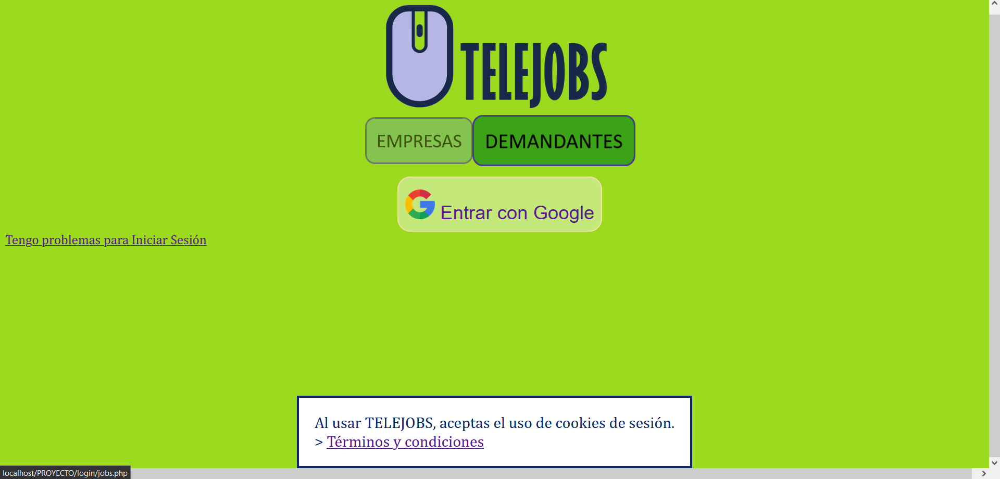 TELEJOBS
EMPRESAS DEMANDANTES
Entrar con Google
Tengo problemas para Iniciar Sesión
Al usar TELEJOBS, aceptas el uso de cookies de sesión.
> Términos y condiciones
localhost/PROYECTO/login/jobs.php